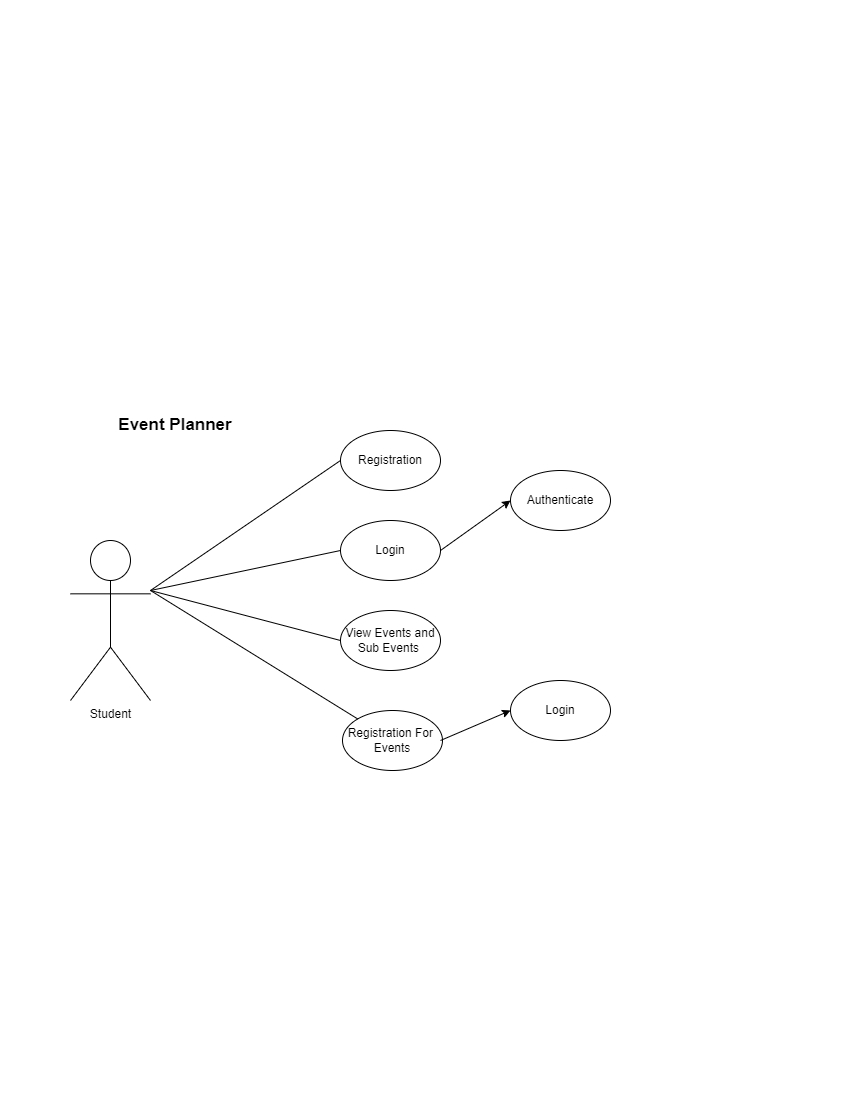 Event Planner
Registration
Authenticate
Login
View Events and
Sub Events
Student
Login
Registration For
Events